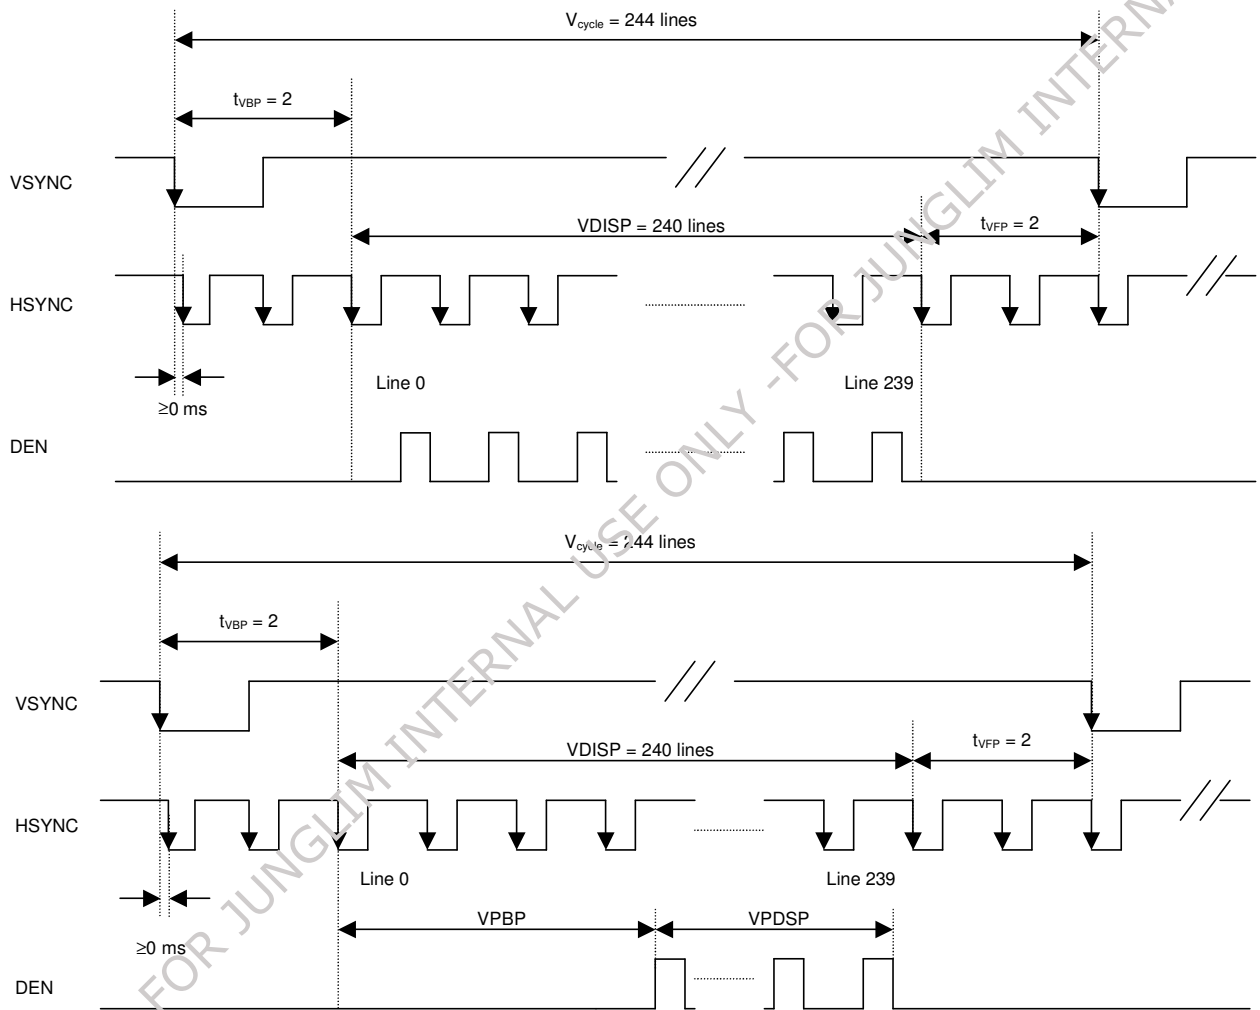 Vcycle = 244 lines
tVBP = 2
VSYNC
VDISP = 240 lines
tVFP = 2
HSYNC
Line 0
Line 239
≥0 ms
DEN
Vcycle = 244 lines
tVBP = 2
VSYNC
VDISP = 240 lines
tVFP = 2
HSYNC
Line 0
Line 239
VPBP
VPDSP
≥0 ms
DEN
FOR JUNGLIM INTERNAL USE ONLY -FOR JUNGLIM INTERNA